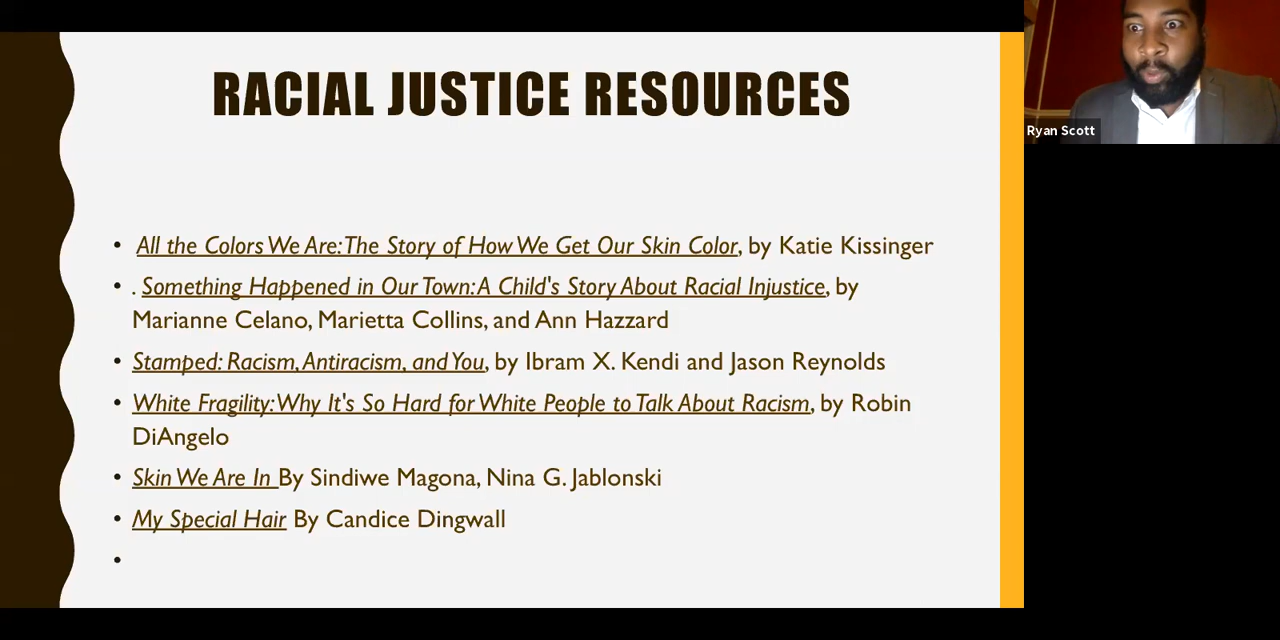 RACIAL JUSTICE RESOURCES
• All the Colors We Are: The Story of How We Get Our Skin Color, by Katie Kissinger
• . Something Happened in Our Town: A Child's Story About Racial Injustice, by
Marianne Celano, Marietta Collins, and Ann Hazzard
• Stamped: Racism, Antiracism, and You, by Ibram X. Kendi and Jason Reynolds
• White Fragility: Why It's So Hard for White People to Talk About Racism, by Robin
DiAngelo
• Skin We Are In By Sindiwe Magona, Nina G. Jablonski
• My Special Hair By Candice Dingwall
•
Ryan Scott